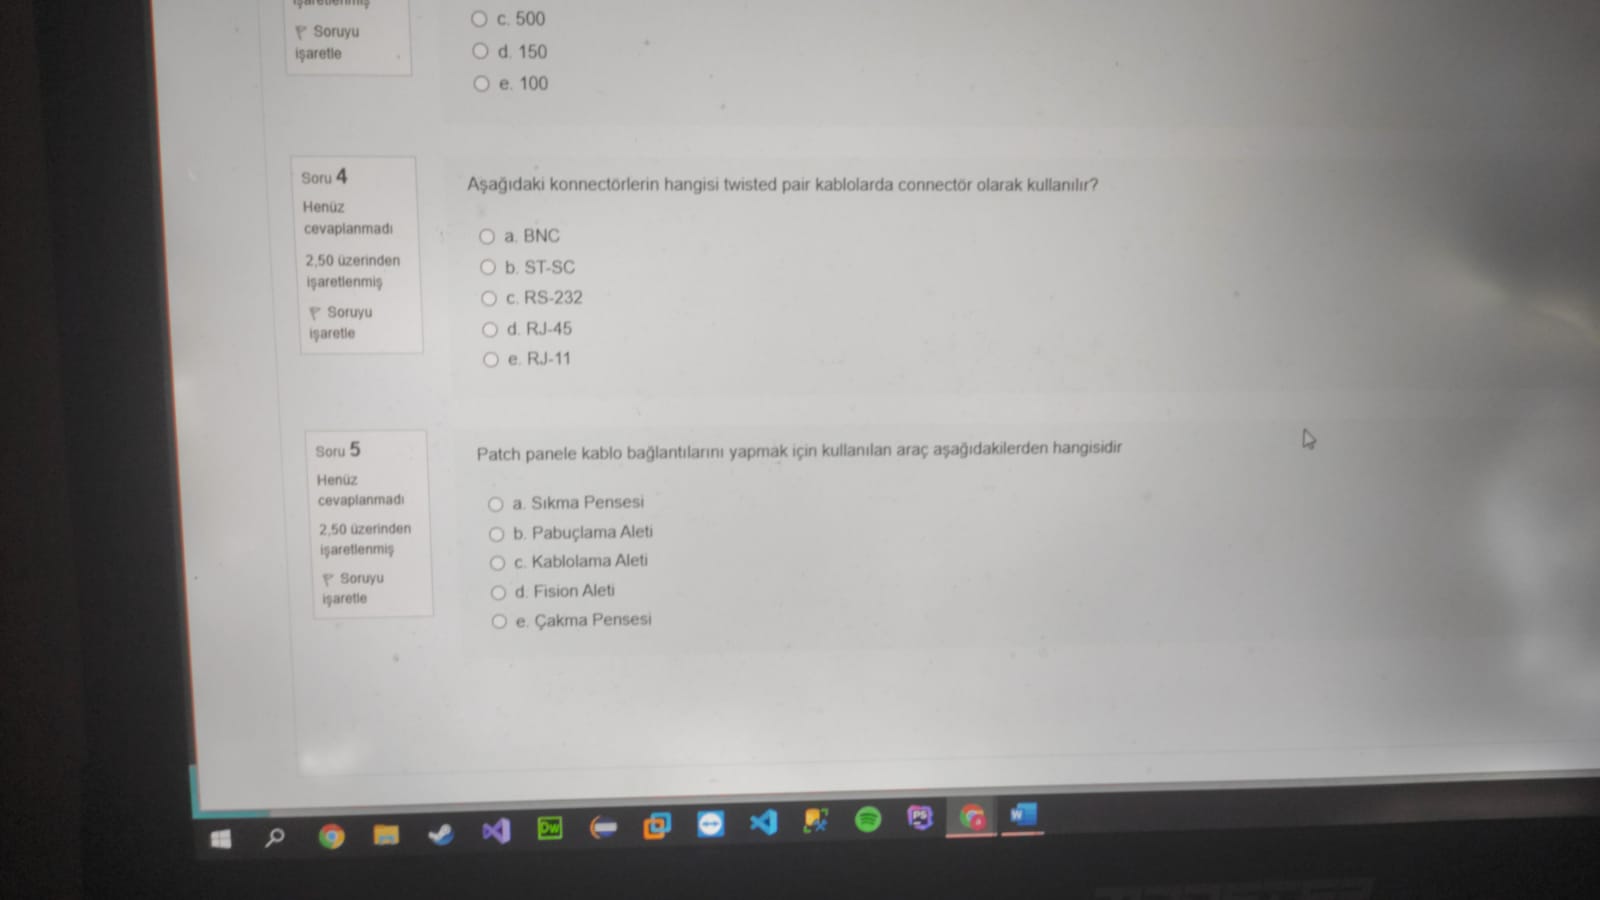 işaretlenmiş
Soruyu
işaretle
c. 500
d. 150
e. 100
Soru 4
Henüz
cevaplanmadı
2,50 üzerinden
işaretlenmiş
Soruyu
işaretle
Aşağıdaki konnectörlerin hangisi twisted pair kablolarda connectör olarak kullanılır?
a. BNC
b. ST-SC
c. RS-232
d. RJ-45
e. RJ-11
Soru 5
Henüz
cevaplanmadı
2,50 üzerinden
işaretlenmiş
Soruyu
işaretle
Patch panele kablo bağlantılarını yapmak için kullanılan araç aşağıdakilerden hangisidir
a. Sıkma Pensesi
b. Pabuçlama Aleti
c. Kablolama Aleti
d. Fision Aleti
e. Çakma Pensesi
Dw
PS
W